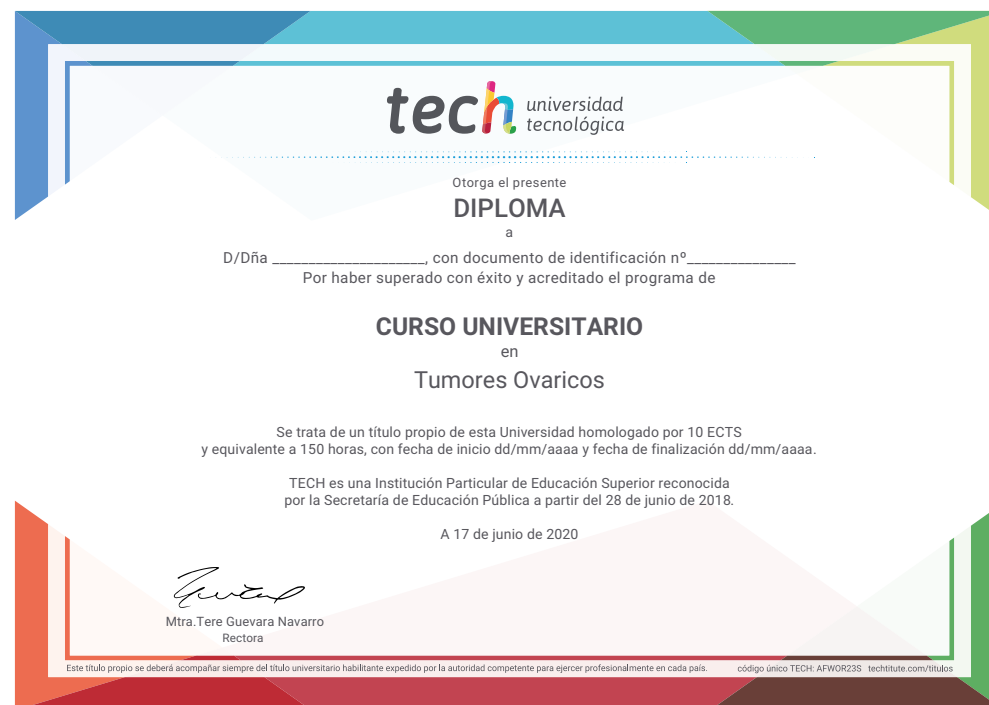 tech universidad
tecnológica
Otorga el presente
DIPLOMA
a
D/Dña _____________________, con documento de identificación nº_______________
Por haber superado con éxito y acreditado el programa de
CURSO UNIVERSITARIO
en
Tumores Ovaricos
Se trata de un título propio de esta Universidad homologado por 10 ECTS
y equivalente a 150 horas, con fecha de inicio dd/mm/aaaa y fecha de finalización dd/mm/aaaa.
TECH es una Institución Particular de Educación Superior reconocida
por la Secretaría de Educación Pública a partir del 28 de junio de 2018.
A 17 de junio de 2020
Mtra.Tere Guevara Navarro
Rectora
Este título propio se deberá acompañar siempre del título universitario habilitante expedido por la autoridad competente para ejercer profesionalmente en cada país. código único TECH: AFWOR23S techtitute.com/titulos